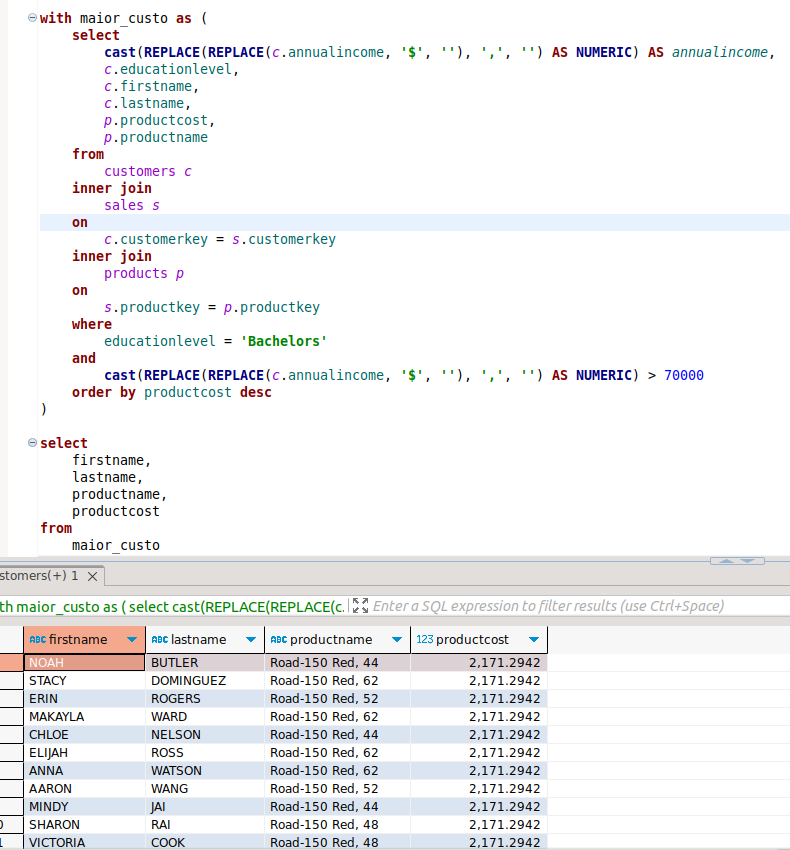 with maior_custo as (
select
cast(REPLACE(REPLACE(c.annualincome, '$', ''), ',', '') AS NUMERIC) AS annualincome,
c.educationlevel,
c.firstname,
c.lastname,
p.productcost,
p.productname
from
customers c
inner join
sales s
on
c.customerkey = s.customerkey
inner join
products p
on
s.productkey = p.productkey
where
educationlevel = 'Bachelors'
and
cast(REPLACE(REPLACE(c.annualincome, '$', ''), ',', '') AS NUMERIC) > 70000
order by productcost desc
)
select
firstname,
lastname,
productname,
productcost
from
maior_custo
stomers(+) 1
th maior_custo as ( select cast(REPLACE(REPLACE(c. Enter a SQL expression to filter results (use Ctrl+Space)
ABC firstname ABC lastname ABC productname 123 productcost
NOAH BUTLER Road-150 Red, 44 2,171.2942
STACY DOMINGUEZ Road-150 Red, 62 2,171.2942
ERIN ROGERS Road-150 Red, 52 2,171.2942
MAKAYLA WARD Road-150 Red, 62 2,171.2942
CHLOE NELSON Road-150 Red, 44 2,171.2942
ELIJAH ROSS Road-150 Red, 62 2,171.2942
ANNA WATSON Road-150 Red, 62 2,171.2942
AARON WANG Road-150 Red, 52 2,171.2942
MINDY JAI Road-150 Red, 44 2,171.2942
0 SHARON RAI Road-150 Red, 48 2,171.2942
1 VICTORIA COOK Road-150 Red, 48 2,171.2942